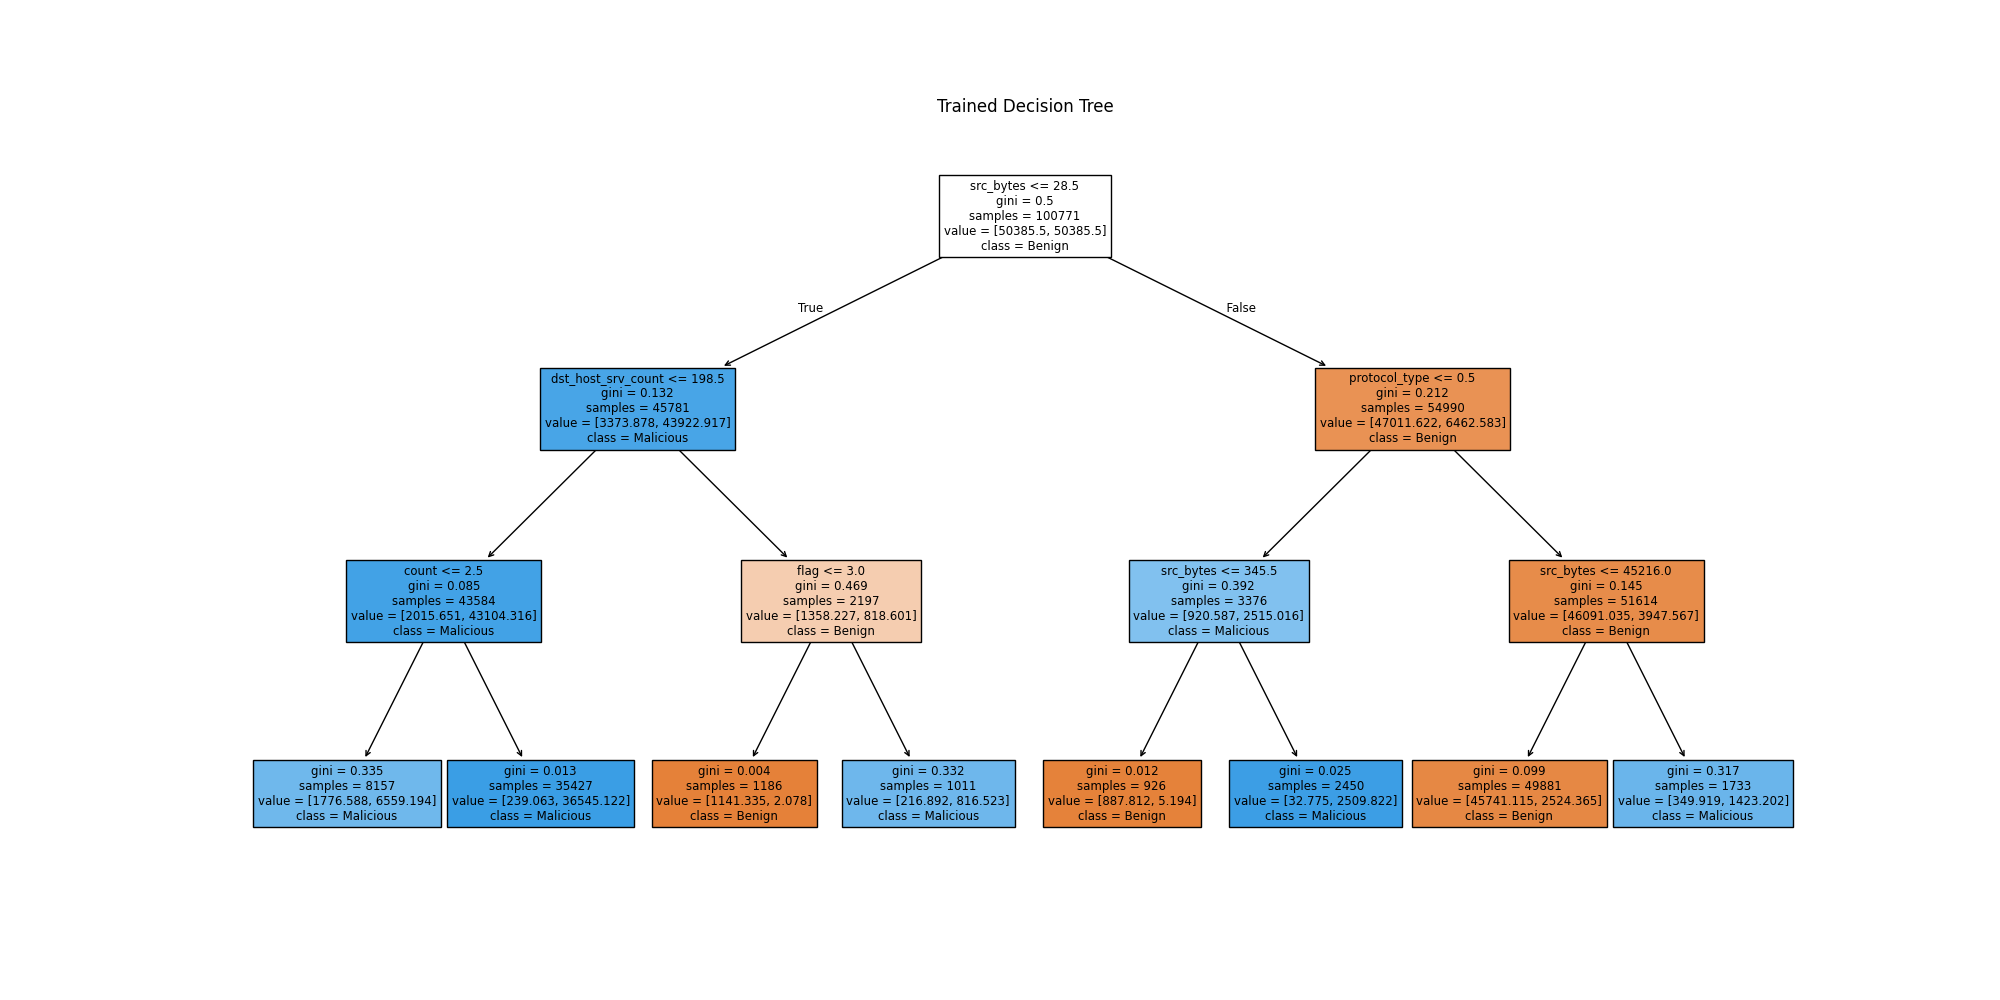 Trained Decision Tree
src_bytes <= 28.5
gini = 0.5
samples = 100771
value = [50385.5, 50385.5]
class = Benign
True
False
dst_host_srv_count <= 198.5
gini = 0.132
samples = 45781
value = [3373.878, 43922.917]
class = Malicious
protocol_type <= 0.5
gini = 0.212
samples = 54990
value = [47011.622, 6462.583]
class = Benign
count <= 2.5
gini = 0.085
samples = 43584
value = [2015.651, 43104.316]
class = Malicious
flag <= 3.0
gini = 0.469
samples = 2197
value = [1358.227, 818.601]
class = Benign
src_bytes <= 345.5
gini = 0.392
samples = 3376
value = [920.587, 2515.016]
class = Malicious
src_bytes <= 45216.0
gini = 0.145
samples = 51614
value = [46091.035, 3947.567]
class = Benign
gini = 0.335
samples = 8157
value = [1776.588, 6559.194]
class = Malicious
gini = 0.013
samples = 35427
value = [239.063, 36545.122]
class = Malicious
gini = 0.004
samples = 1186
value = [1141.335, 2.078]
class = Benign
gini = 0.332
samples = 1011
value = [216.892, 816.523]
class = Malicious
gini = 0.012
samples = 926
value = [887.812, 5.194]
class = Benign
gini = 0.025
samples = 2450
value = [32.775, 2509.822]
class = Malicious
gini = 0.099
samples = 49881
value = [45741.115, 2524.365]
class = Benign
gini = 0.317
samples = 1733
value = [349.919, 1423.202]
class = Malicious